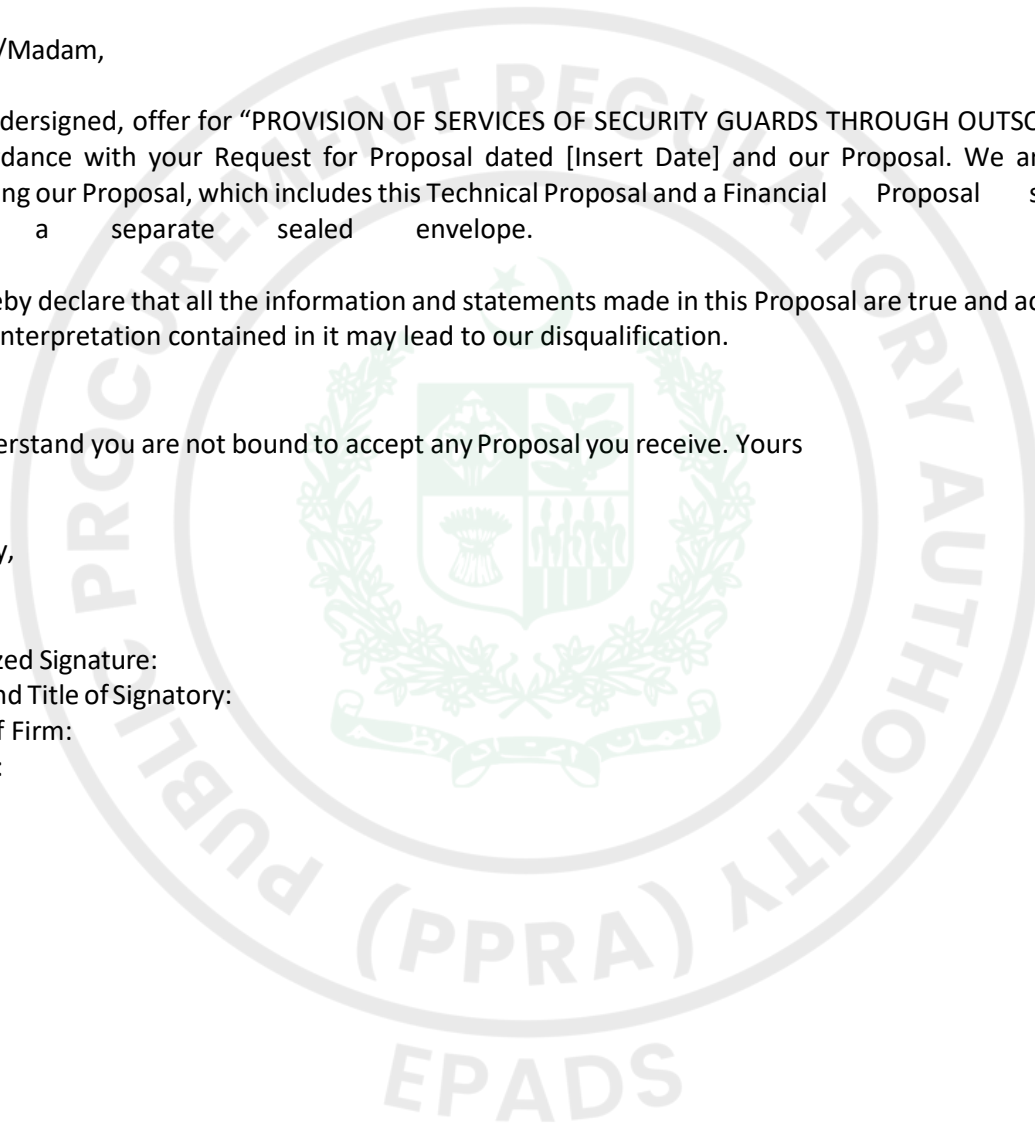 /Madam,
dersigned, offer for “PROVISION OF SERVICES OF SECURITY GUARDS THROUGH OUTSO
dance with your Request for Proposal dated [Insert Date] and our Proposal. We ar
ng our Proposal, which includes this Technical Proposal and a Financial Proposal s
a separate sealed envelope.
eby declare that all the information and statements made in this Proposal are true and ac
interpretation contained in it may lead to our disqualification.
erstand you are not bound to accept any Proposal you receive. Yours
y,
zed Signature:
nd Title of Signatory:
f Firm:
:
PUBLIC PROCUREMENT REGULATORY AUTHORITY
(PPRA)
EPADS